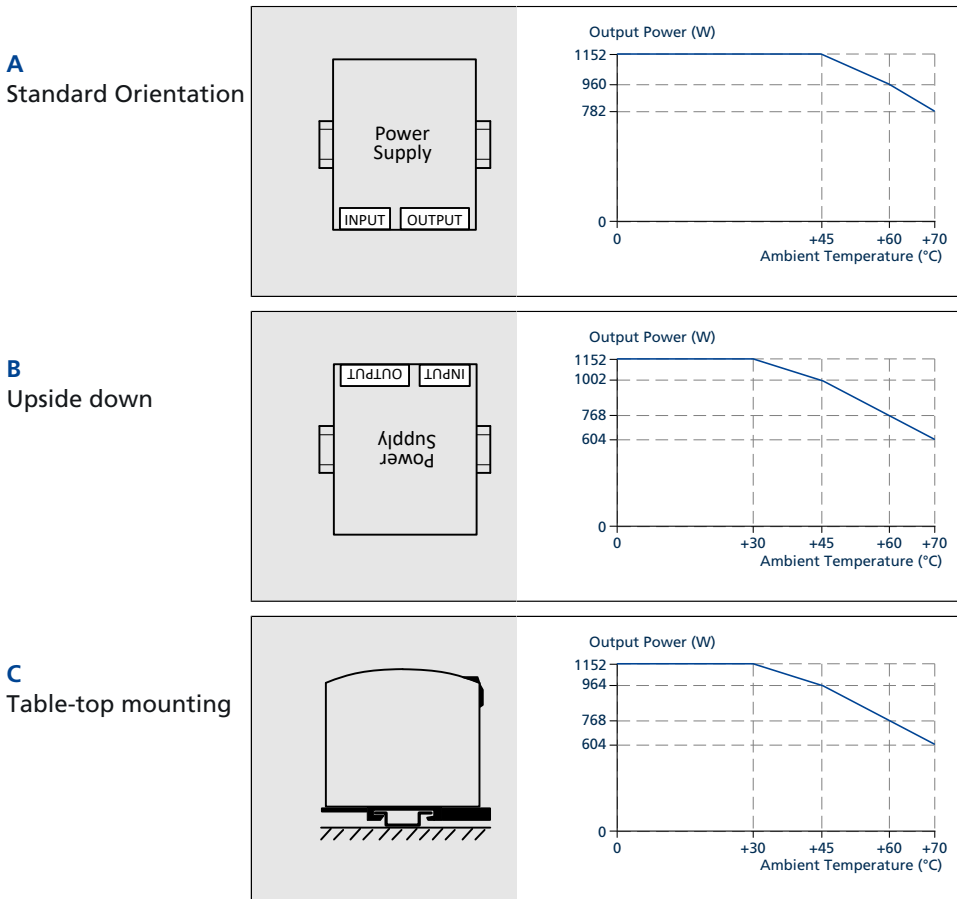 A
Standard Orientation
Power
Supply
INPUT OUTPUT
Output Power (W)
1152
960
782
0
0 +45 +60 +70
Ambient Temperature (°C)
B
Upside down
INPUT OUTPUT
Power
Supply
Output Power (W)
1152
1002
768
604
0
0 +30 +45 +60 +70
Ambient Temperature (°C)
C
Table-top mounting
Output Power (W)
1152
964
768
604
0
0 +30 +45 +60 +70
Ambient Temperature (°C)